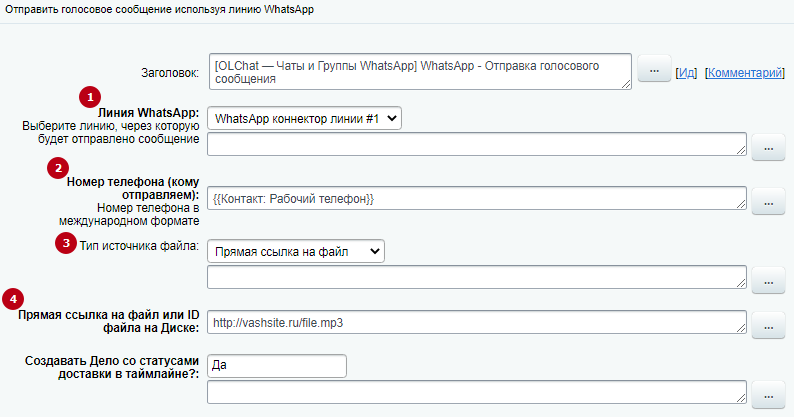 Отправить голосовое сообщение используя линию WhatsApp
Заголовок:
[OLChat — Чаты и Группы WhatsApp] WhatsApp - Отправка голосового
сообщения
...
[Ид] [Комментарий]
1
Линия WhatsApp:
Выберите линию, через которую
будет отправлено сообщение
WhatsApp коннектор линии #1
...
2
Номер телефона (кому
отправляем):
Номер телефона в
международном формате
{{Контакт: Рабочий телефон}}
...
3
Тип источника файла:
Прямая ссылка на файл
...
4
Прямая ссылка на файл или ID
файла на Диске:
http://vashsite.ru/file.mp3
...
Создавать Дело со статусами
доставки в таймлайне?:
Да
...